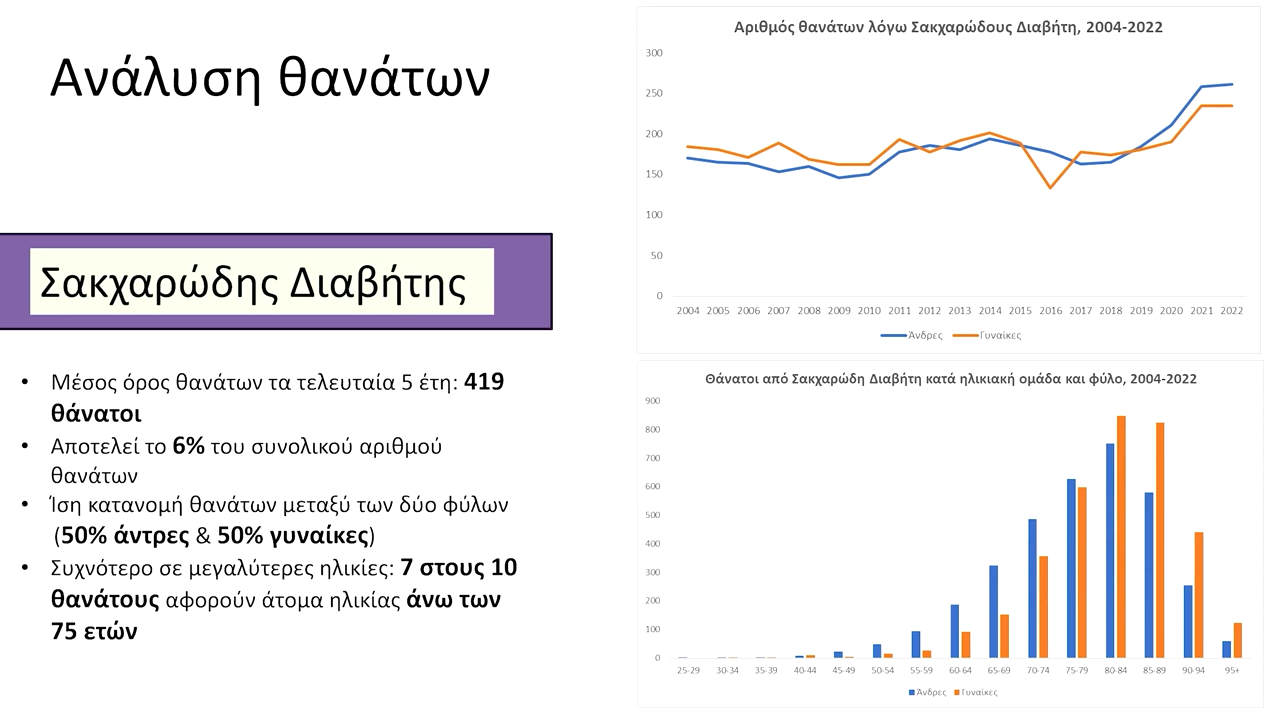 Ανάλυση θανάτων
Σακχαρώδης Διαβήτης
• Μέσος όρος θανάτων τα τελευταία 5 έτη: 419
θάνατοι
• Αποτελεί το 6% του συνολικού αριθμού
θανάτων
• Ίση κατανομή θανάτων μεταξύ των δύο φύλων
(50% άντρες & 50% γυναίκες)
• Συχνότερο σε μεγαλύτερες ηλικίες: 7 στους 10
θανάτους αφορούν άτομα ηλικίας άνω των
75 ετών
Αριθμός θανάτων λόγω Σακχαρώδους Διαβήτη, 2004-2022
300
250
200
150
100
50
0
2004 2005 2006 2007 2008 2009 2010 2011 2012 2013 2014 2015 2016 2017 2018 2019 2020 2021 2022
Άνδρες Γυναίκες
Θάνατοι από Σακχαρώδη Διαβήτη κατά ηλικιακή ομάδα και φύλο, 2004-2022
900
800
700
600
500
400
300
200
100
0
25-29 30-34 35-39 40-44 45-49 50-54 55-59 60-64 65-69 70-74 75-79 80-84 85-89 90-94 95+
Άνδρες Γυναίκες